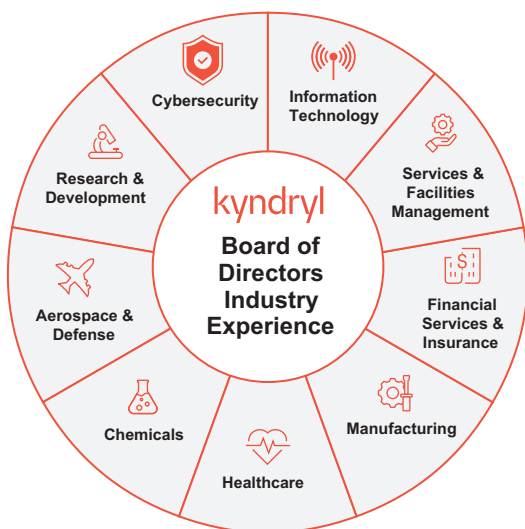 kyndryl
Board of
Directors
Industry
Experience
Cybersecurity
Information
Technology
Services &
Facilities
Management
$
Financial
Services &
Insurance
Manufacturing
Healthcare
Chemicals
Aerospace &
Defense
Research &
Development